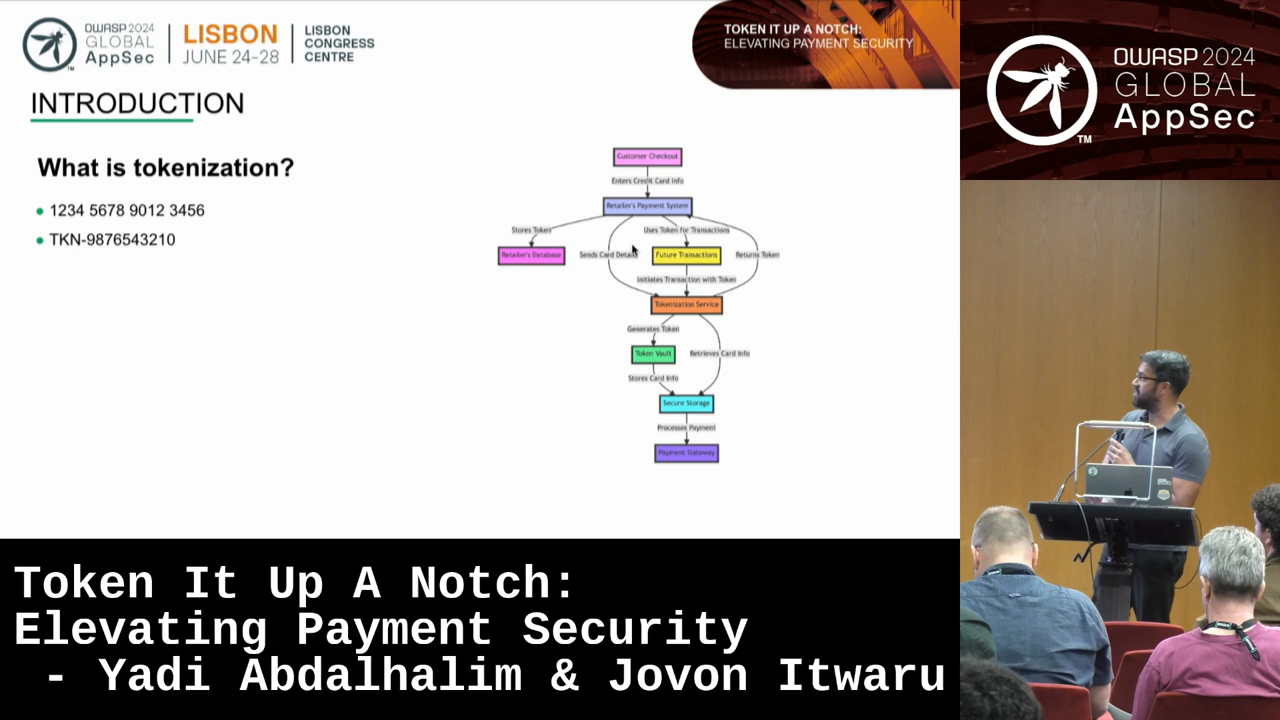 OWASP 2024
GLOBAL
AppSec
TM
LISBON
JUNE 24-28
LISBON
CONGRESS
CENTRE
TOKEN IT UP A NOTCH:
ELEVATING PAYMENT SECURITY
INTRODUCTION
What is tokenization?
1234 5678 9012 3456
TKN-9876543210
Customer Checkout
Enters Credit Card Info
Retailer's Payment System
Stores Token
Uses Token for Transactions
Retailer's Database
Sends Card Details
Future Transactions
Returns Token
Initiates Transaction with Token
Tokenization Service
Generates Token
Token Vault
Retrieves Card Info
Stores Card Info
Secure Storage
Processes Payment
Payment Gateway
OWASP 2024
GLOBAL
AppSec
TM
Token It Up A Notch:
Elevating Payment Security
- Yadi Abdalhalim & Jovon Itwaru